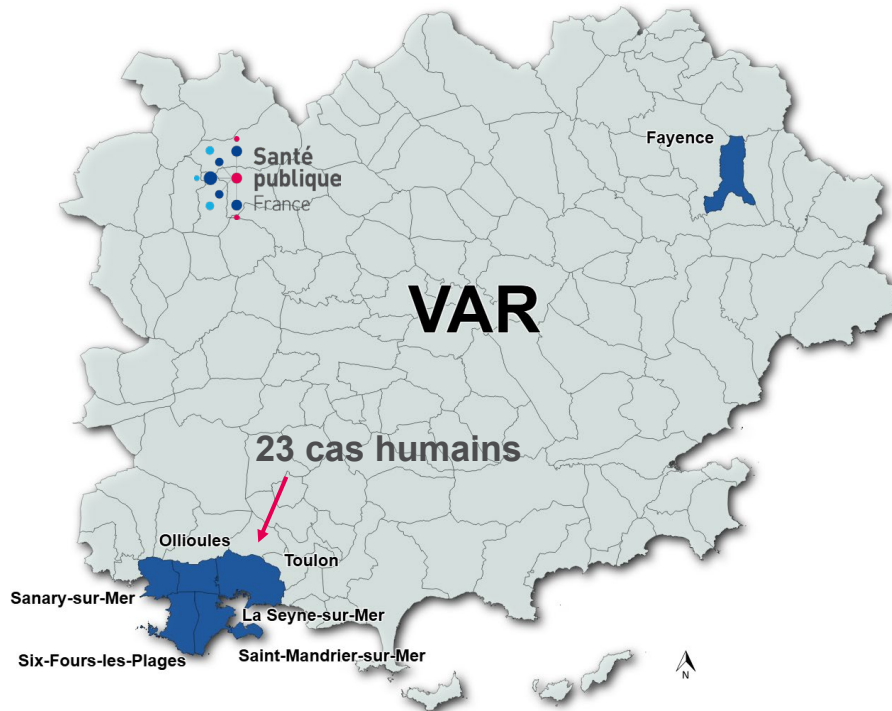 Fayence
Santé
publique
France
VAR
23 cas humains
Ollioules
Toulon
Sanary-sur-Mer
La Seyne-sur-Mer
Six-Fours-les-Plages
Saint-Mandrier-sur-Mer
N